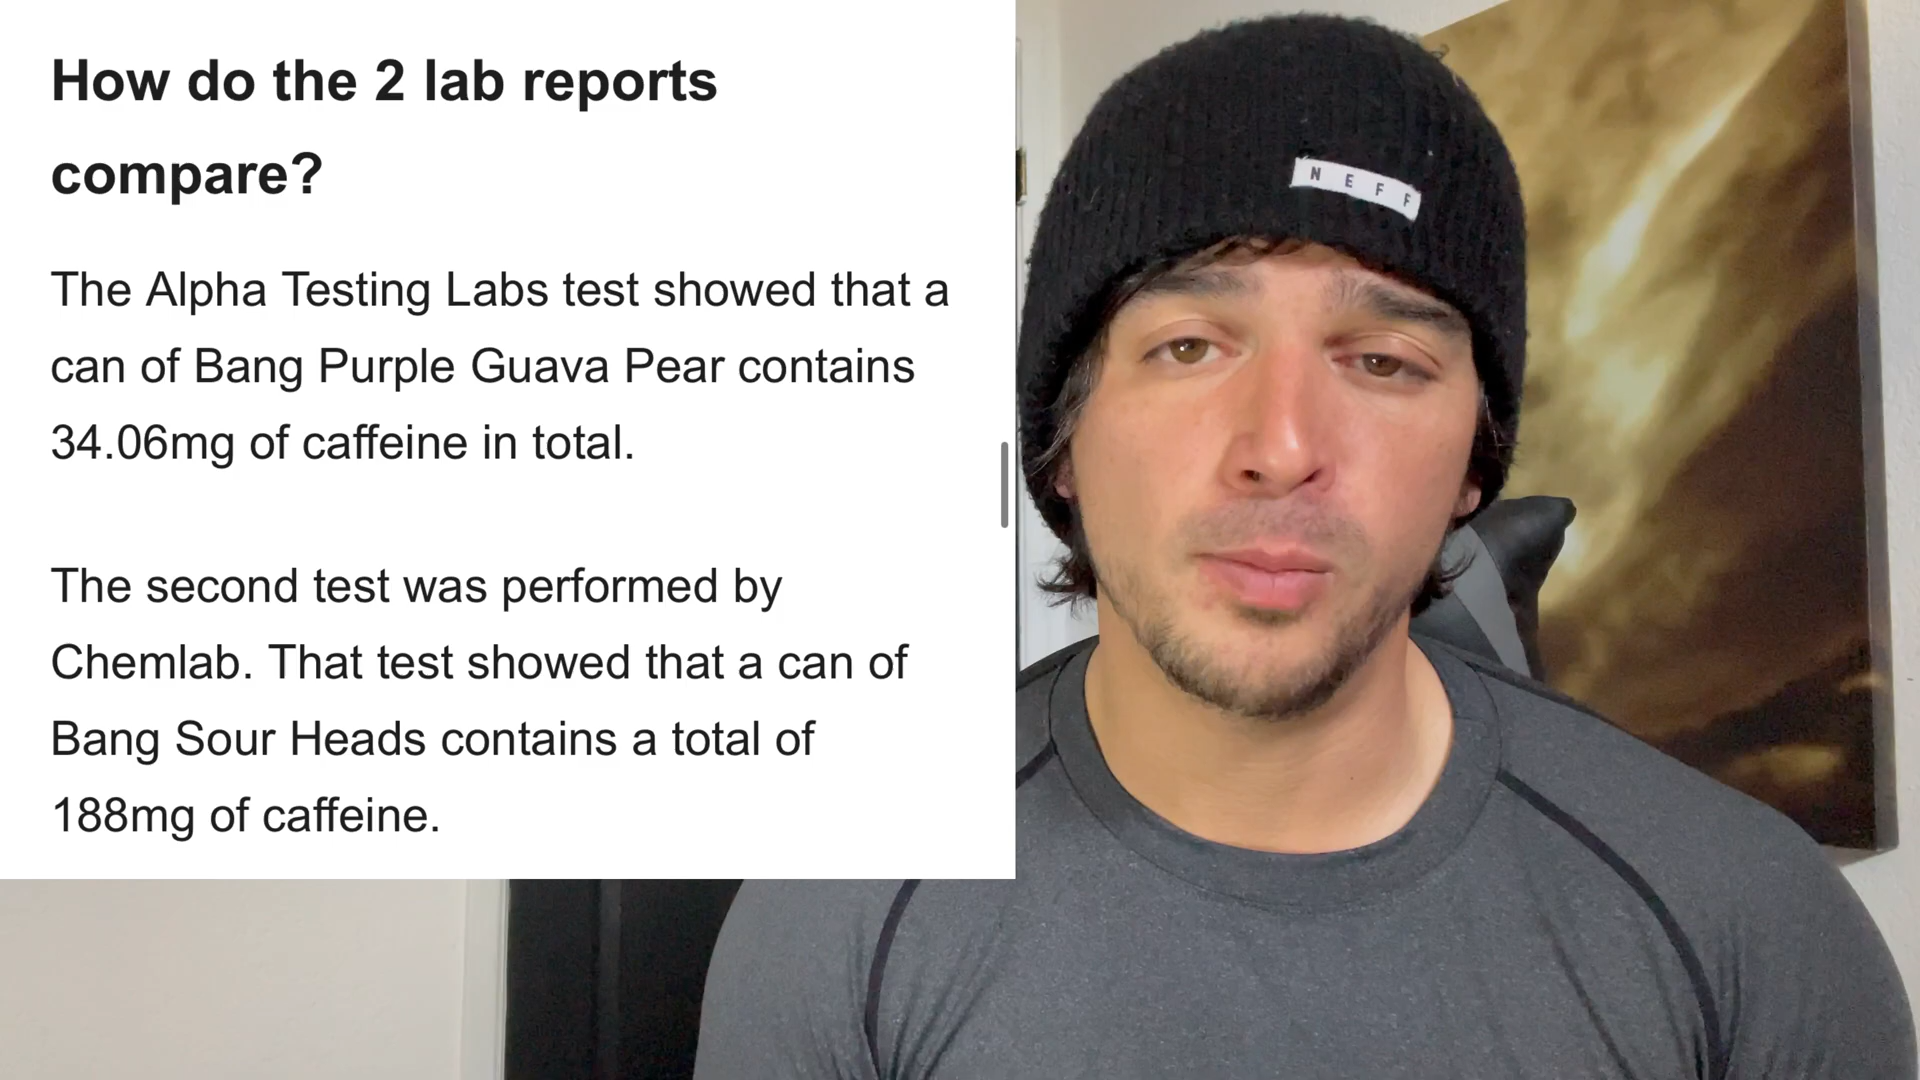 How do the 2 lab reports
compare?
The Alpha Testing Labs test showed that a
can of Bang Purple Guava Pear contains
34.06mg of caffeine in total.
The second test was performed by
Chemlab. That test showed that a can of
Bang Sour Heads contains a total of
188mg of caffeine.
NEFF